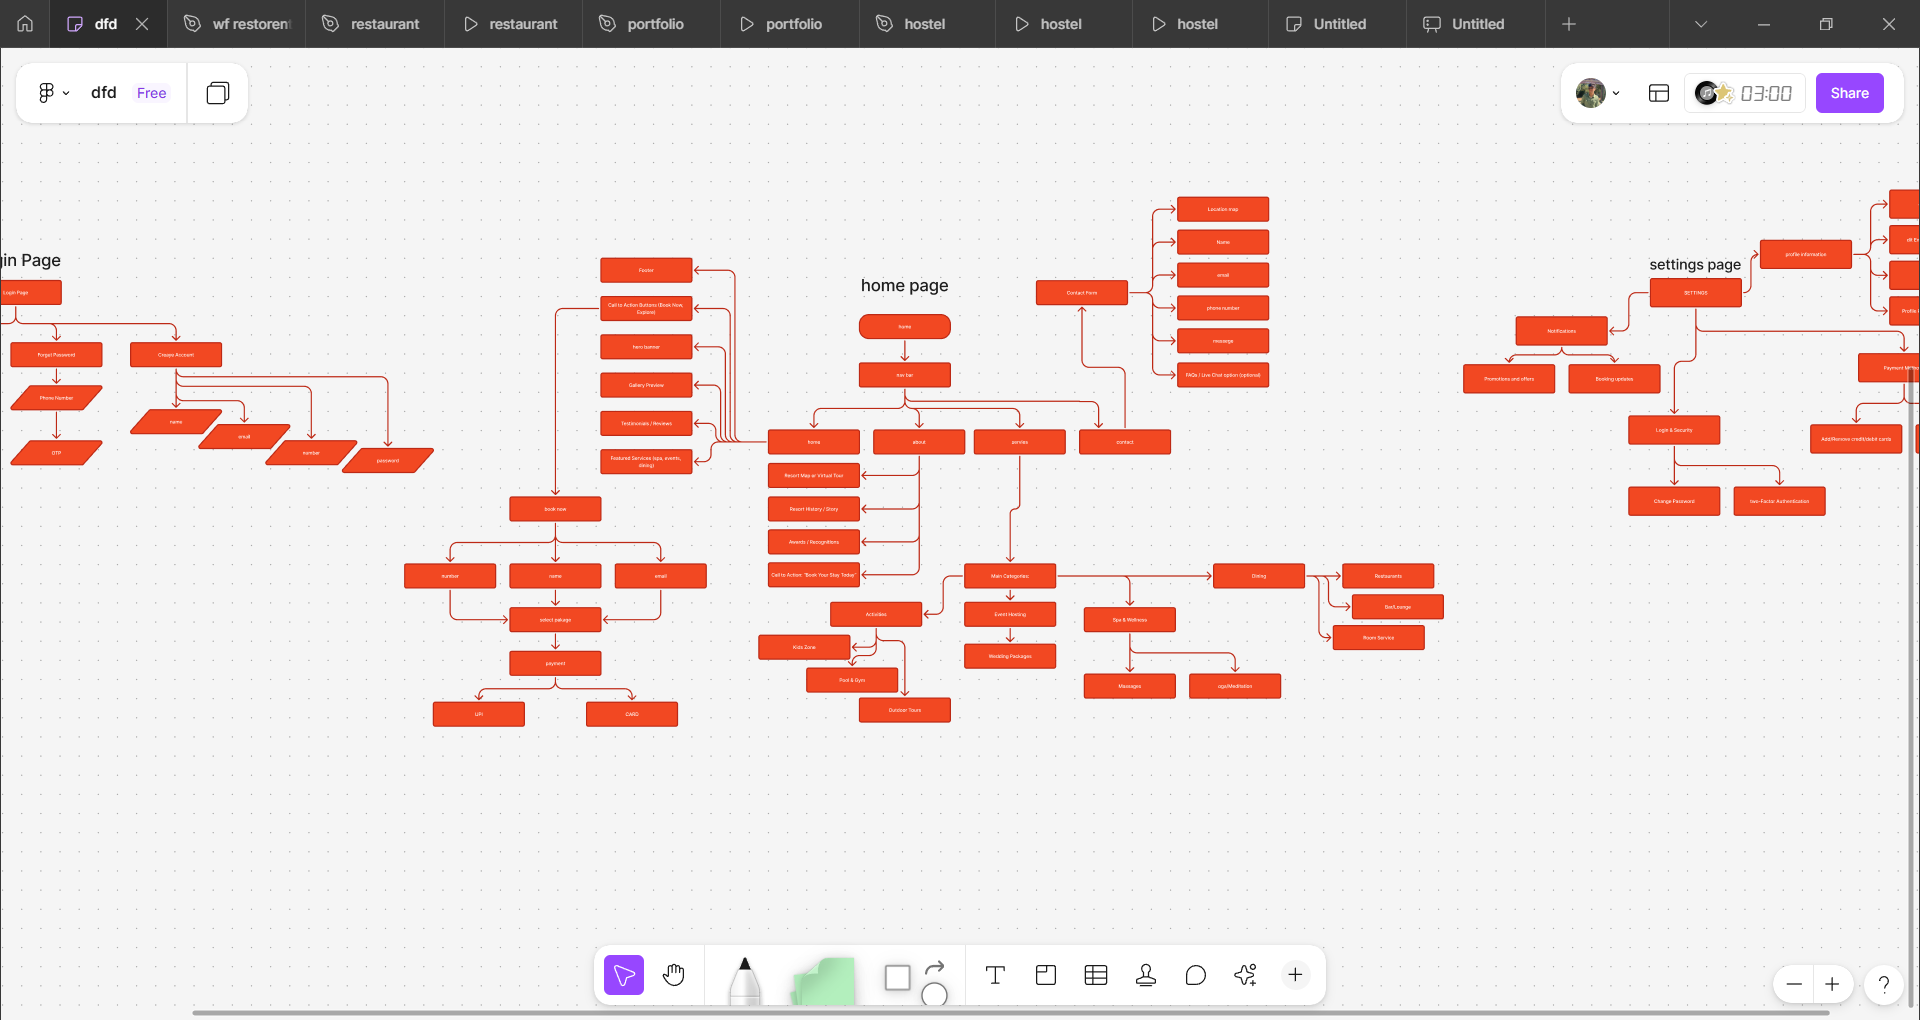 dfd
wf restoren
restaurant
restaurant
portfolio
portfolio
hostel
hostel
hostel
Untitled
Untitled
dfd
Free
03:00
Share
gin Page
Login Page
Forgot Password
Creaye Account
Phone Number
OTP
name
email
number
password
Footer
Call to Action Buttons (Book Now,
Explore)
hero banner
Gallery Preview
Testimonials / Reviews
Featured Services (spa, events,
dining)
book now
number
name
email
select pakage
payment
UPI
CARD
home page
home
nav bar
home
about
servies
contact
Resort Map or Virtual Tour
Resort History / Story
Awards / Recognitions
Call to Action: "Book Your Stay Today"
Contact Form
Location map
Name
email
phone number
message
FAQs / Live Chat option (optional)
Main Categories:
Activities
Event Hosting
Kids Zone
Pool & Gym
Outdoor Tours
Wedding Packages
Spa & Wellness
Massages
oga/Meditation
Dining
Restaurants
Bar/Lounge
Room Service
settings page
SETTINGS
profile information
Notifications
Promotions and offers
Booking updates
Login & Security
Change Password
two-Factor Authentication
Payment M
Add/Remove credit/debit cards
Profile
T
?